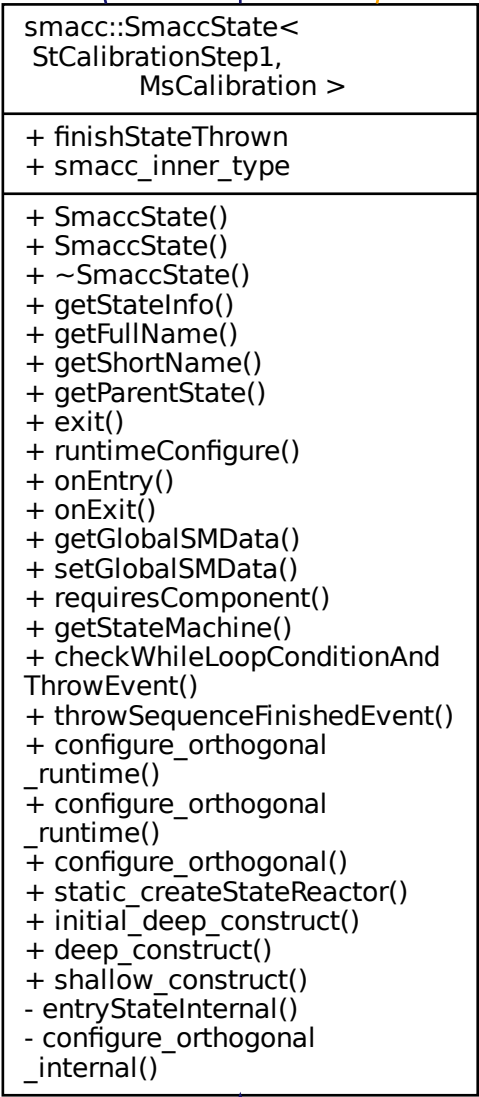 smacc::SmaccState<
StCalibrationStep1,
MsCalibration >
+ finishStateThrown
+ smacc_inner_type
+ SmaccState()
+ SmaccState()
+ ~SmaccState()
+ getStateInfo()
+ getFullName()
+ getShortName()
+ getParentState()
+ exit()
+ runtimeConfigure()
+ onEntry()
+ onExit()
+ getGlobalSMData()
+ setGlobalSMData()
+ requiresComponent()
+ getStateMachine()
+ checkWhileLoopConditionAnd
ThrowEvent()
+ throwSequenceFinishedEvent()
+ configure_orthogonal
_runtime()
+ configure_orthogonal
_runtime()
+ configure_orthogonal()
+ static_createStateReactor()
+ initial_deep_construct()
+ deep_construct()
+ shallow_construct()
- entryStateInternal()
- configure_orthogonal
_internal()